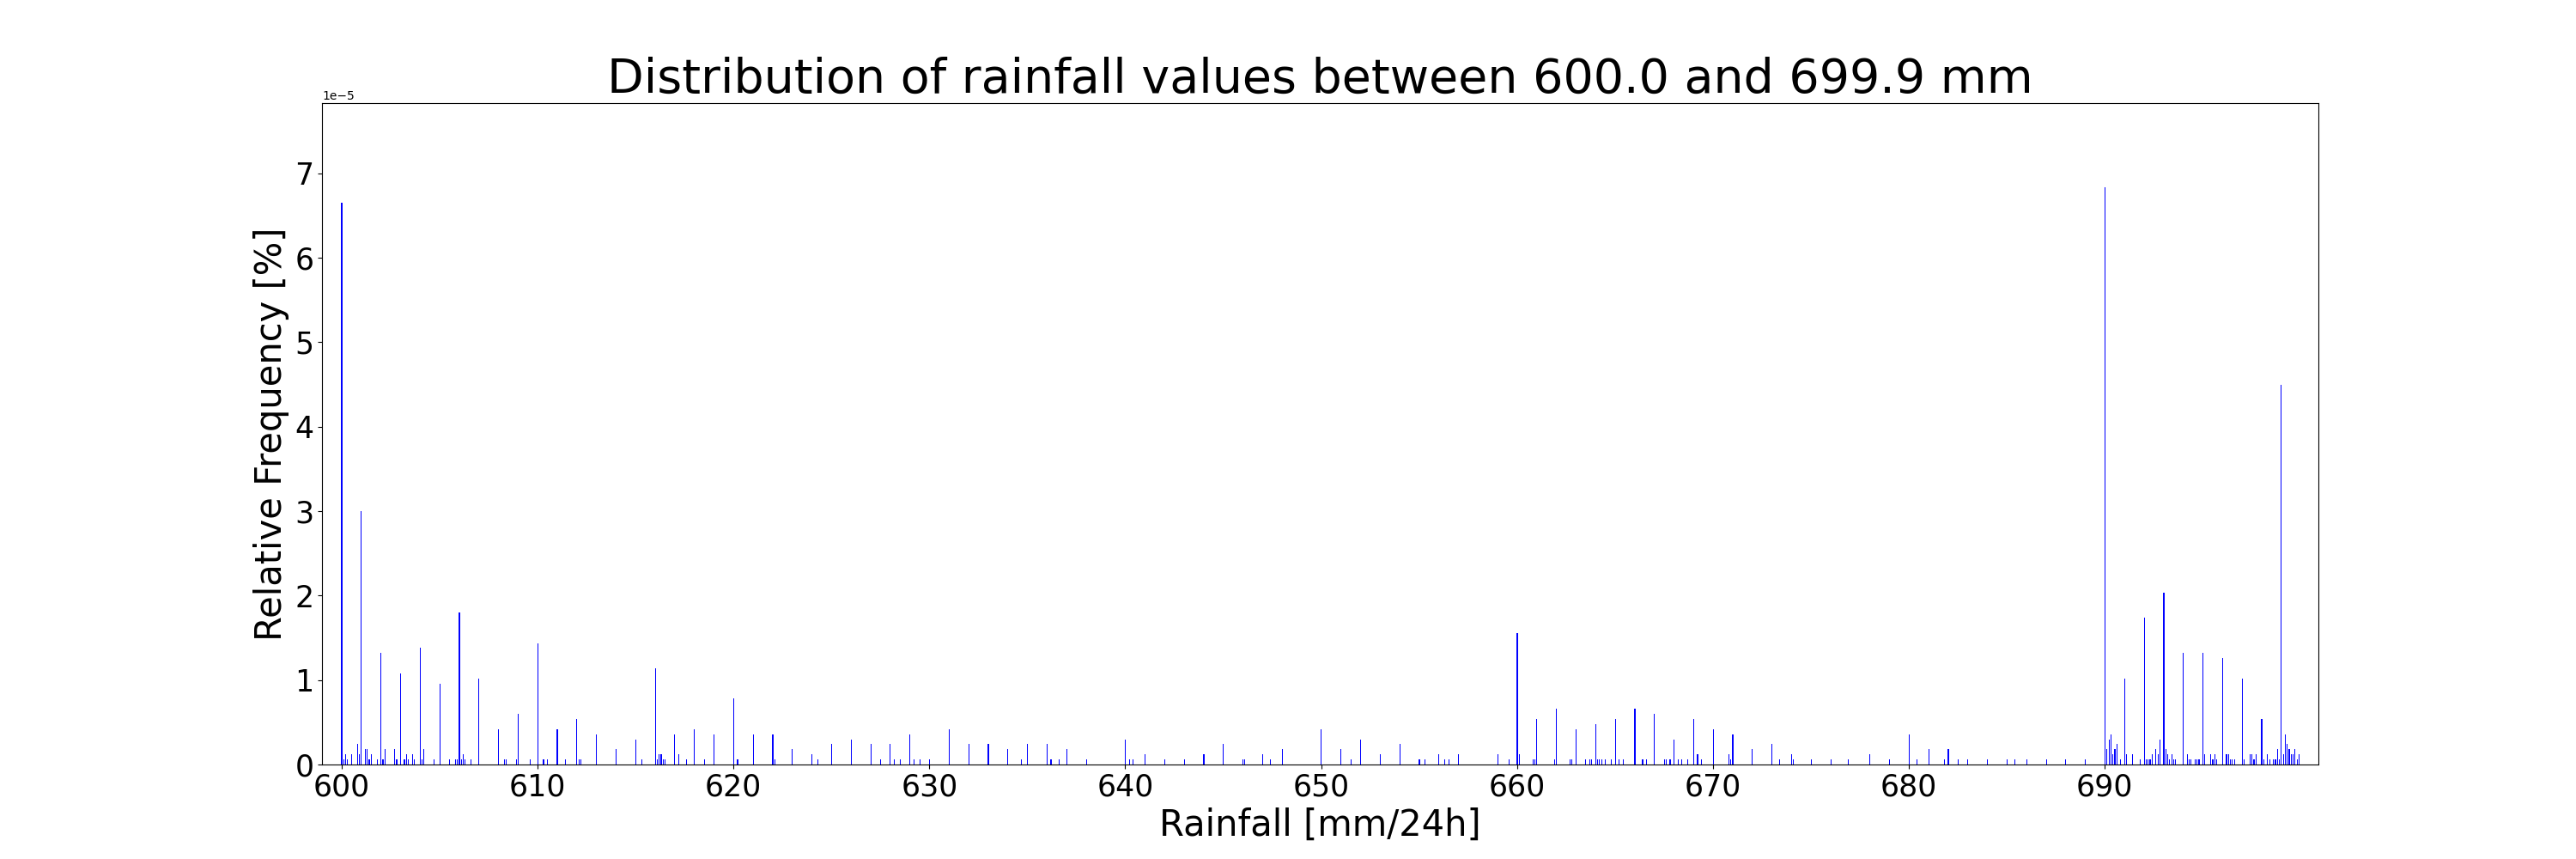 Distribution of rainfall values between 600.0 and 699.9 mm
1e−5
7
6
5
4
3
2
1
0
Relative Frequency [%]
600 610 620 630 640 650 660 670 680 690
Rainfall [mm/24h]